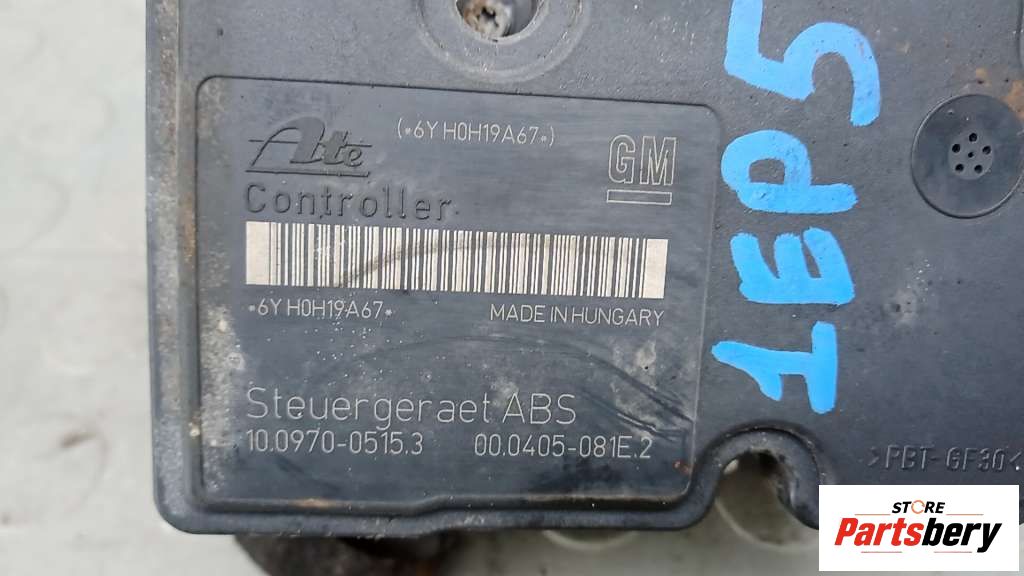 Ate (*6Y H0H19A67*) GM
Controller
*6Y H0H19A67* MADE IN HUNGARY
Steuergeraet ABS
10.0970-0515.3 00.0405-081E.2
1EP5
>PBT-GF30<
STORE
Partsbery